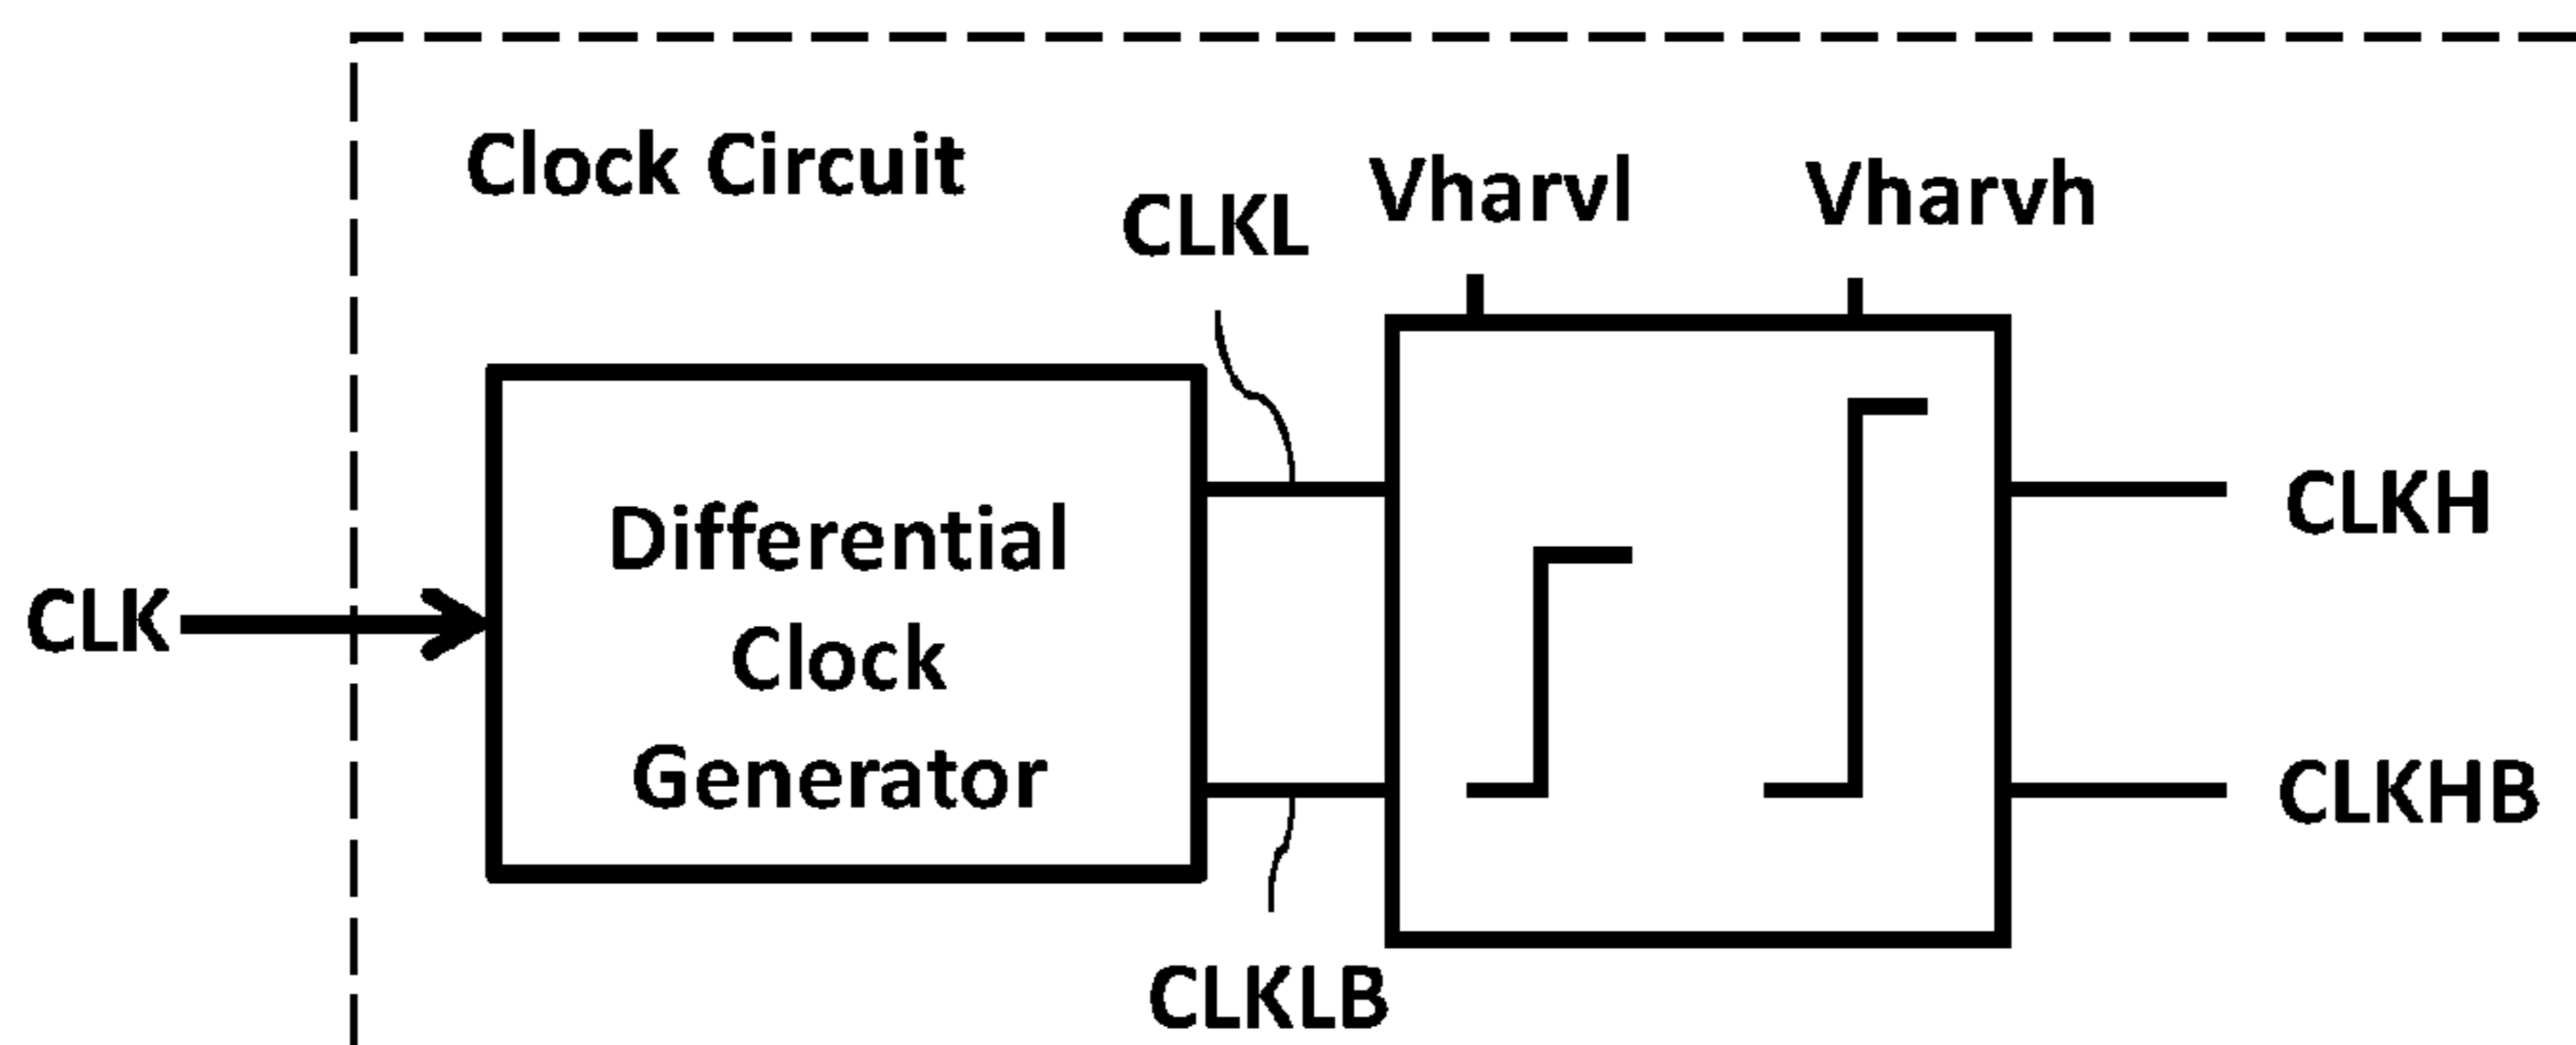 Clock Circuit
CLKL
Vharvl
Vharvh
CLK
Differential
Clock
Generator
CLKH
CLKHB
CLKLB